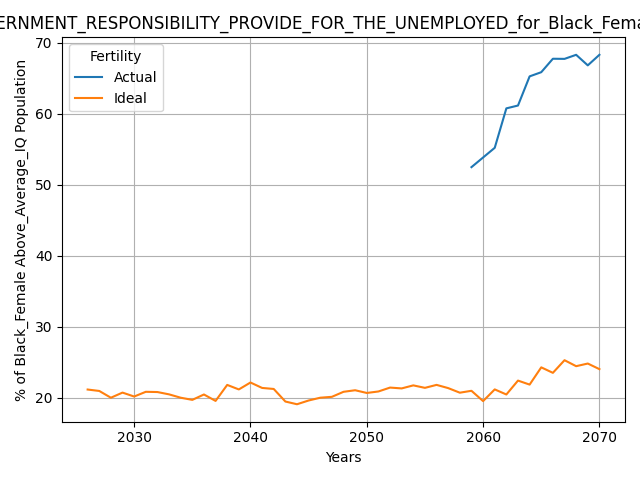 ERNMENT_RESPONSIBILITY_PROVIDE_FOR_THE_UNEMPLOYED_for_Black_Fema
% of Black_Female Above_Average_IQ Population
70
60
50
40
30
20
Fertility
Actual
Ideal
2030 2040 2050 2060 2070
Years